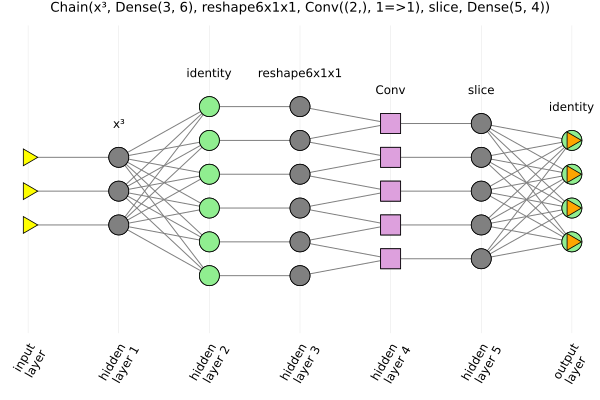 Chain(x³, Dense(3, 6), reshape6x1x1, Conv((2,), 1=>1), slice, Dense(5, 4))
identity
reshape6x1x1
Conv
slice
identity
x³
input
layer
hidden
layer 1
hidden
layer 2
hidden
layer 3
hidden
layer 4
hidden
layer 5
output
layer